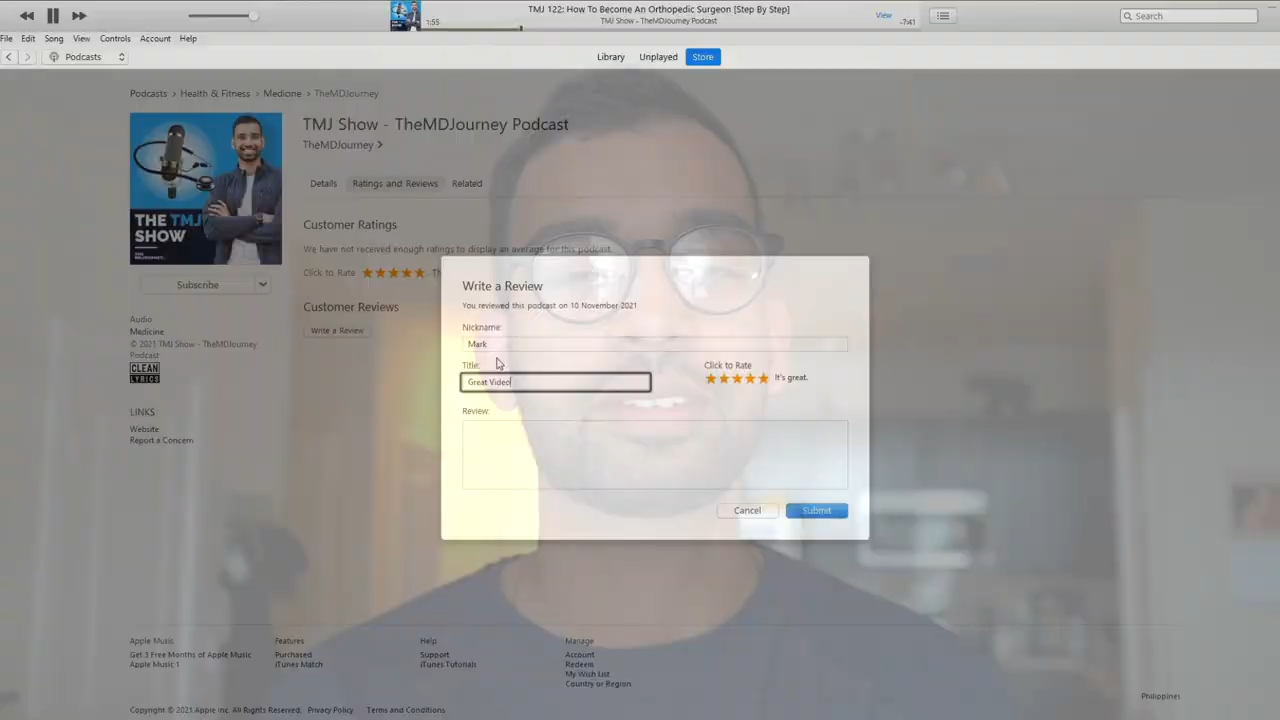 TMJ 122: How To Become An Orthopedic Surgeon [Step By Step]
TMJ Show - TheMDJourney Podcast
1:55
View
-7:41
Search
File Edit Song View Controls Account Help
Podcasts
Library Unplayed Store
Podcasts > Health & Fitness > Medicine > TheMDJourney
TMJ Show - TheMDJourney Podcast
TheMDJourney >
Details Ratings and Reviews Related
THE TMJ
SHOW
Customer Ratings
We have not received enough ratings to display an average for this podcast.
Click to Rate
Subscribe
Customer Reviews
Write a Review
Audio
Medicine
© 2021 TMJ Show - TheMDJourney
Podcast
CLEAN
LYRICS
LINKS
Website
Report a Concern
Write a Review
You reviewed this podcast on 10 November 2021
Nickname:
Mark
Title:
Great Video
Click to Rate
It's great.
Review:
Cancel Submit
Apple Music
Get 3 Free Months of Apple Music
Apple Music 1
Features
Purchased
iTunes Match
Help
Support
iTunes Tutorials
Manage
Account
Redeem
My Wish List
Country or Region
Philipines
Copyright © 2021 Apple Inc. All Rights Reserved. Privacy Policy Terms and Conditions